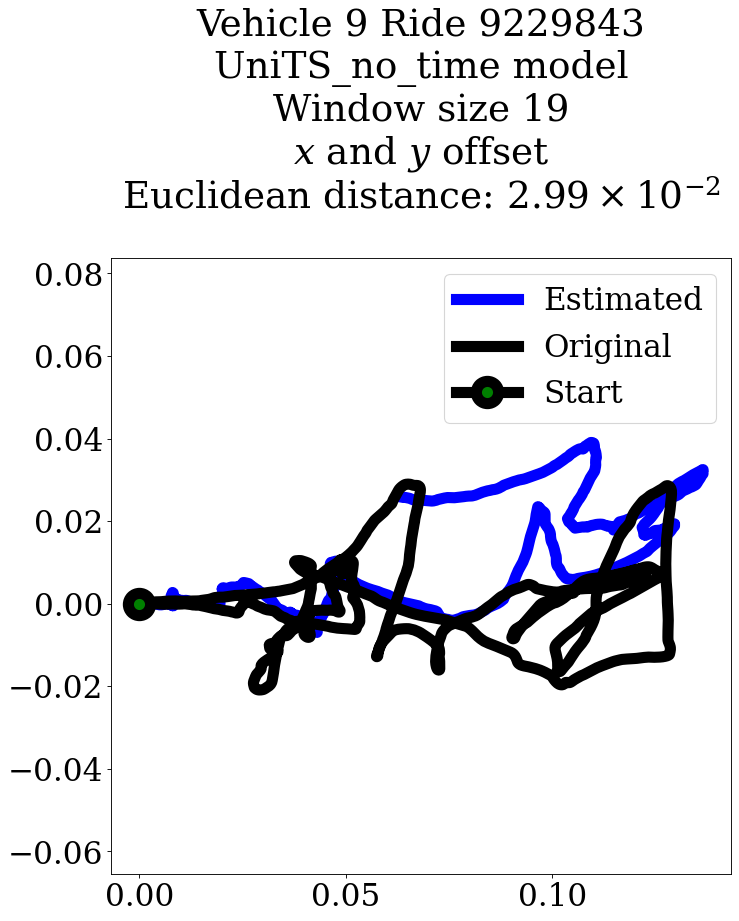 Vehicle 9 Ride 9229843
UniTS_no_time model
Window size 19
x and y offset
Euclidean distance: 2.99 × 10⁻²
Estimated
Original
Start
0.08
0.06
0.04
0.02
0.00
−0.02
−0.04
−0.06
0.00 0.05 0.10